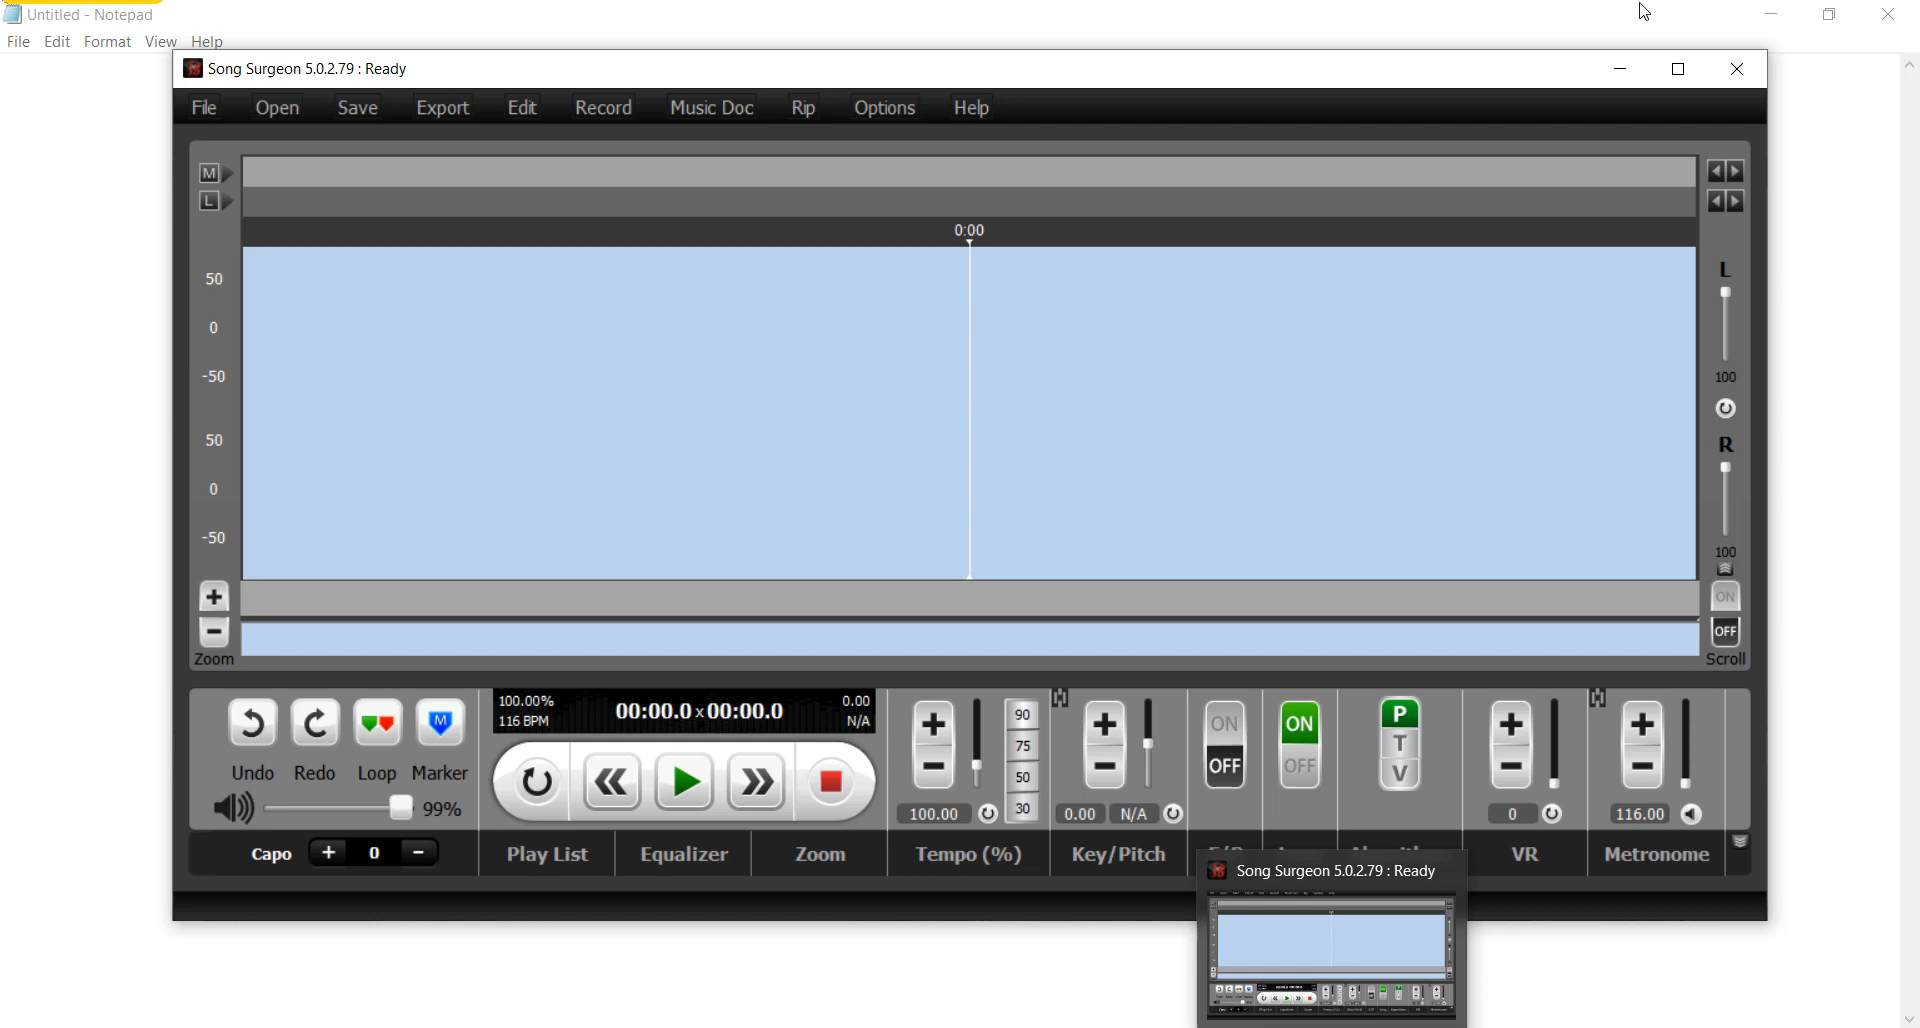 Untitled - Notepad
File Edit Format View Help
Song Surgeon 5.0.2.79 : Ready
File Open Save Export Edit Record Music Doc Rip Options Help
M
L
0:00
50
0
-50
50
0
-50
Zoom
L
100
R
100
ON
OFF
Scroll
M
Undo Redo Loop Marker
99%
100.00% 00:00.0 x 00:00.0 0.00
116 BPM N/A
90
75
50
30
100.00
0.00 N/A
ON
OFF
ON
OFF
P
T
V
0
116.00
Capo + 0 - Play List Equalizer Zoom Tempo (%) Key/Pitch VR Metronome
Song Surgeon 5.0.2.79 : Ready